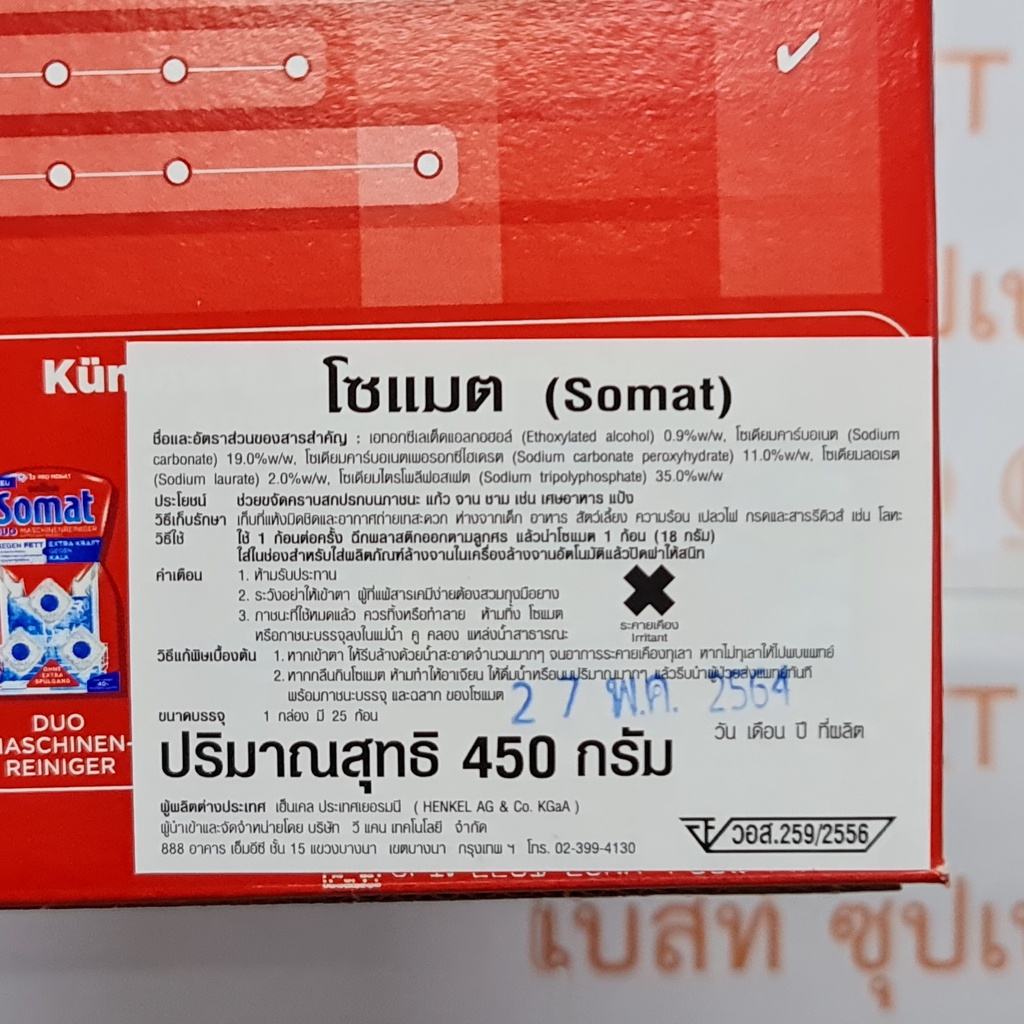 Kün
โซแมต (Somat)
ชื่อและอัตราส่วนของสารสำคัญ : เอทอกซีเลเต็ดแอลกอฮอล์ (Ethoxylated alcohol) 0.9%w/w, โซเดียมคาร์บอเนต (Sodium
carbonate) 19.0%w/w, โซเดียมคาร์บอเนตเพอรอกซีไฮเดรต (Sodium carbonate peroxyhydrate) 11.0%w/w, โซเดียมลอเรต
(Sodium laurate) 2.0%w/w, โซเดียมไตรโพลีฟอสเฟต (Sodium tripolyphosphate) 35.0%w/w
ประโยชน์ ช่วยขจัดคราบสกปรกบนภาชนะ แก้ว จาน ชาม เช่น เศษอาหาร แป้ง
วิธีเก็บรักษา เก็บที่แห้งมิดชิดและอากาศถ่ายเทสะดวก ห่างจากเด็ก อาหาร สัตว์เลี้ยง ความร้อน เปลวไฟ กรดและสารรีดิวส์ เช่น โลหะ
วิธีใช้ ใช้ 1 ก้อนต่อครั้ง ฉีกพลาสติกออกตามลูกศร แล้วนำโซแมต 1 ก้อน (18 กรัม)
ใส่ในช่องสำหรับใส่ผลิตภัณฑ์ล้างจานในเครื่องล้างจานอัตโนมัติแล้วปิดฝาให้สนิท
คำเตือน 1. ห้ามรับประทาน
2. ระวังอย่าให้เข้าตา ผู้ที่แพ้สารเคมีง่ายต้องสวมถุงมือยาง
3. ภาชนะที่ใช้หมดแล้ว ควรทิ้งหรือทำลาย ห้ามทิ้ง โซแมต
หรือภาชนะบรรจุลงในแม่น้ำ คู คลอง แหล่งน้ำสาธารณะ
ระคายเคือง
Irritant
วิธีแก้พิษเบื้องต้น 1. หากเข้าตา ให้รีบล้างด้วยน้ำสะอาดจำนวนมากๆ จนอาการระคายเคืองทุเลา หากไม่ทุเลาให้ไปพบแพทย์
2. หากกลืนกินโซแมต ห้ามทำให้อาเจียน ให้ดื่มน้ำหรือนมปริมาณมากๆ แล้วรีบนำผู้ป่วยส่งแพทย์ทันที
พร้อมภาชนะบรรจุ และฉลาก ของโซแมต
27 พ.ค. 2564
ขนาดบรรจุ 1 กล่อง มี 25 ก้อน
วัน เดือน ปี ที่ผลิต
ปริมาณสุทธิ 450 กรัม
ผู้ผลิตต่างประเทศ เฮ็นเคล ประเทศเยอรมนี ( HENKEL AG & Co. KGaA )
ผู้นำเข้าและจัดจำหน่ายโดย บริษัท วี แคน เทคโนโลยี จำกัด
888 อาคาร เอ็มอีซี ชั้น 15 แขวงบางนา เขตบางนา กรุงเทพ ฯ โทร. 02-399-4130
วอส.259/2556
Somat
DUO MASCHINENREINIGER
GEGEN FETT
EXTRA KRAFT
GEGEN
KALK
OHNE
EXTRA
SPÜLGANG
DUO
MASCHINEN-
REINIGER
เบสท ซุปเ